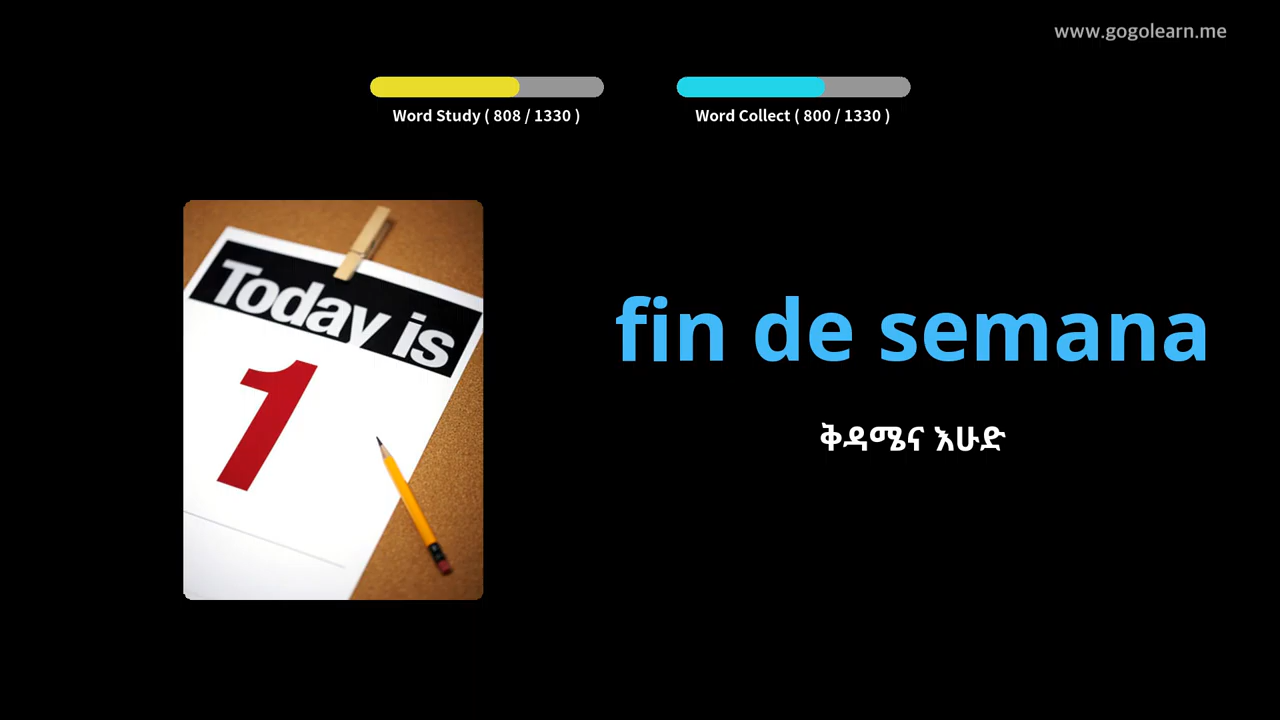 www.gogolearn.me
Word Study ( 808 / 1330 )
Word Collect ( 800 / 1330 )
Today is
1
fin de semana
ቅዳሜና እሁድ